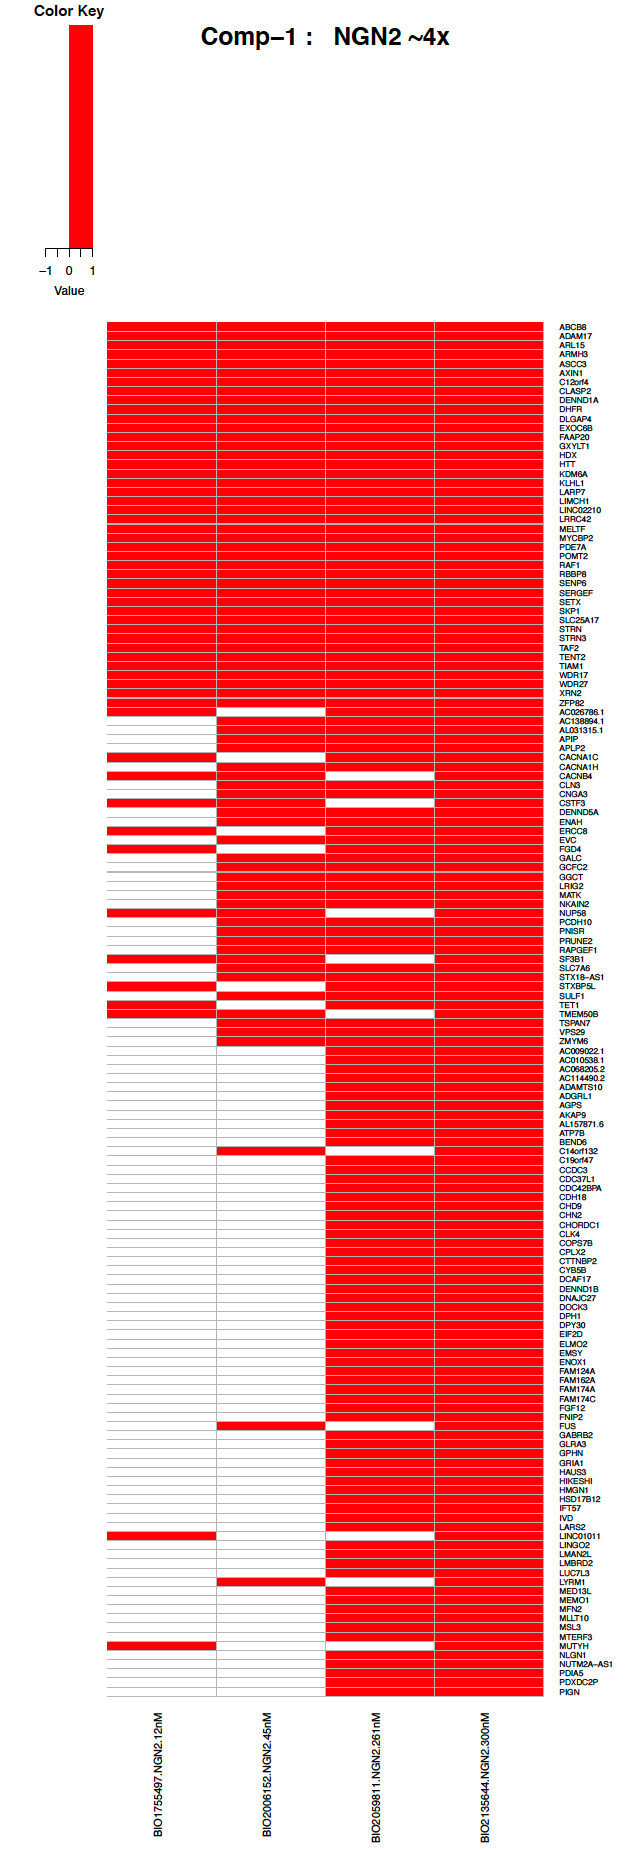 Color Key
Comp−1 : NGN2 ~4x
−1 0 1
Value
ABCB8
ADAM17
ARL15
ARMH3
ASCC3
AXIN1
C12orf4
CLASP2
DENND1A
DHFR
DLGAP4
EXOC6B
FAAP20
GXYLT1
HDX
HTT
KDM6A
KLHL1
LARP7
LIMCH1
LINC02210
LRRC42
MELTF
MYCBP2
PDE7A
POMT2
RAF1
RBBP8
SENP6
SERGEF
SETX
SKP1
SLC25A17
STRN
STRN3
TAF2
TENT2
TIAM1
WDR17
WDR27
XRN2
ZFP82
AC026786.1
AC138894.1
AL031315.1
APIP
APLP2
CACNA1C
CACNA1H
CACNB4
CLN3
CNGA3
CSTF3
DENND5A
ENAH
ERCC8
EVC
FGD4
GALC
GCFC2
GGCT
LRIG2
MATK
NKAIN2
NUP58
PCDH10
PNISR
PRUNE2
RAPGEF1
SF3B1
SLC7A6
STX18−AS1
STXBP5L
SULF1
TET1
TMEM50B
TSPAN7
VPS29
ZMYM6
AC009022.1
AC010538.1
AC068205.2
AC114490.2
ADAMTS10
ADGRL1
AGPS
AKAP9
AL157871.6
ATP7B
BEND6
C14orf132
C19orf47
CCDC3
CDC37L1
CDC42BPA
CDH18
CHD9
CHN2
CHORDC1
CLK4
COPS7B
CPLX2
CTTNBP2
CYB5B
DCAF17
DENND1B
DNAJC27
DOCK3
DPH1
DPY30
EIF2D
ELMO2
EMSY
ENOX1
FAM124A
FAM162A
FAM174A
FAM174C
FGF12
FNIP2
FUS
GABRB2
GLRA3
GPHN
GRIA1
HAUS3
HIKESHI
HMGN1
HSD17B12
IFT57
IVD
LARS2
LINC01011
LINGO2
LMAN2L
LMBRD2
LUC7L3
LYRM1
MED13L
MEMO1
MFN2
MLLT10
MSL3
MTERF3
MUTYH
NLGN1
NUTM2A−AS1
PDIA5
PDXDC2P
PIGN
BIO1755497.NGN2.12nM
BIO2006152.NGN2.45nM
BIO2059811.NGN2.261nM
BIO2135644.NGN2.300nM